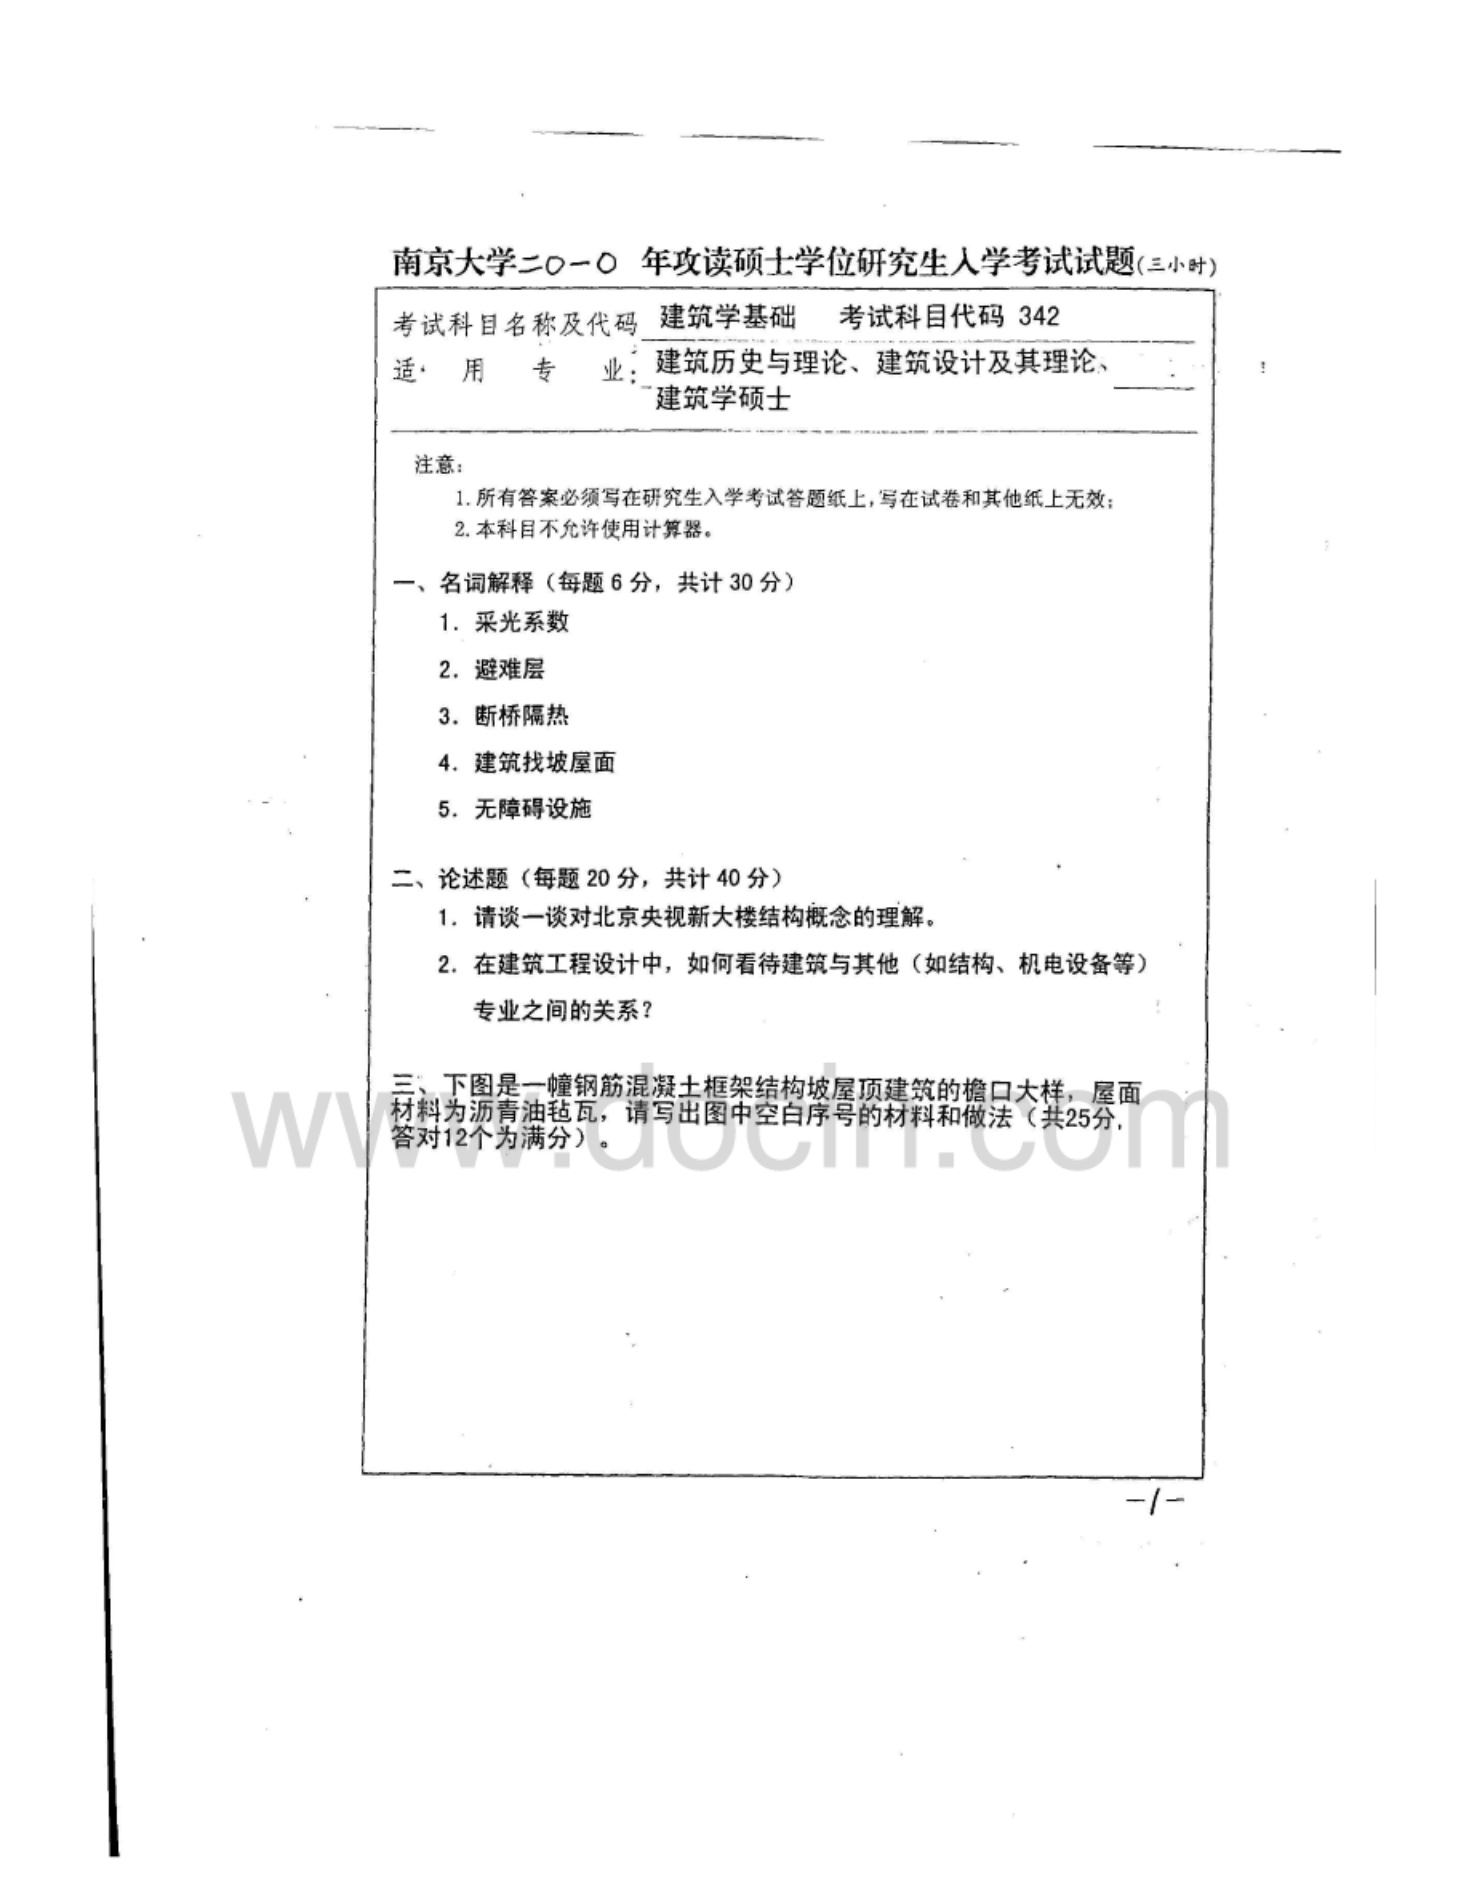 南京大学二〇一〇 年攻读硕士学位研究生入学考试试题(三小时)
考试科目名称及代码 建筑学基础 考试科目代码 342
适用专业: 建筑历史与理论、建筑设计及其理论、
建筑学硕士
注意:
1.所有答案必须写在研究生入学考试答题纸上,写在试卷和其他纸上无效;
2.本科目不允许使用计算器。
一、名词解释(每题6分,共计30分)
1. 采光系数
2. 避难层
3. 断桥隔热
4. 建筑找坡屋面
5. 无障碍设施
二、论述题(每题20分,共计40分)
1. 请谈一谈对北京央视新大楼结构概念的理解。
2. 在建筑工程设计中,如何看待建筑与其他(如结构、机电设备等)
专业之间的关系?
三、下图是一幢钢筋混凝土框架结构坡屋顶建筑的檐口大样,屋面
材料为沥青油毡瓦,请写出图中空白序号的材料和做法(共25分,
答对12个为满分)。
www.docin.com
-1-